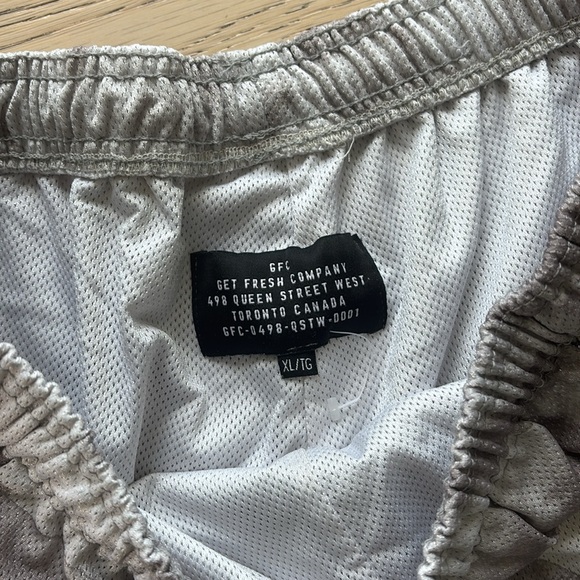 GFC
GET FRESH COMPANY
498 QUEEN STREET WEST.
TORONTO CANADA
GFC-0498-QSTW-0001
XL/TG